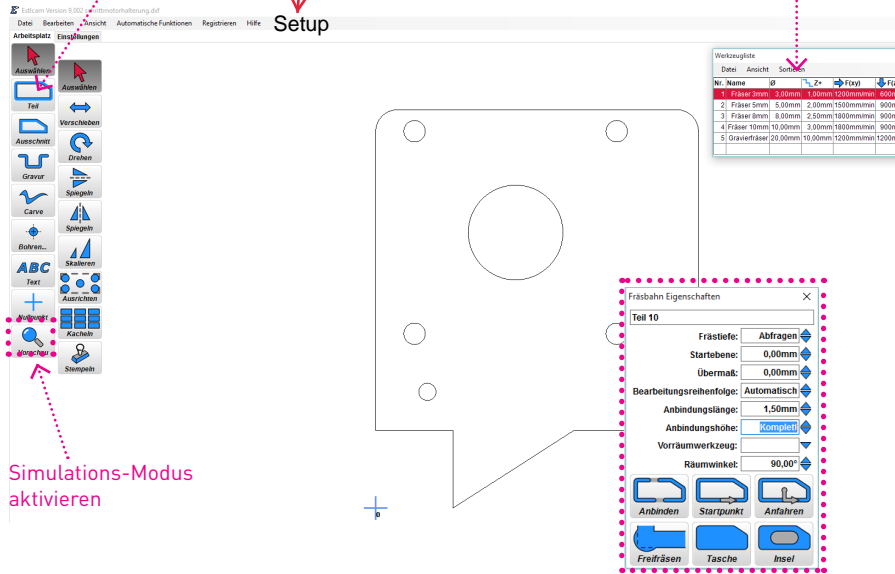 Estlcam Version 9,002 schrittmotorhalterung.dxf
Datei Bearbeiten Ansicht Automatische Funktionen Registrieren Hilfe
Setup
Arbeitsplatz Einstellungen
Auswählen
Teil
Ausschnitt
Gravur
Carve
Bohren...
ABC
Text
Nullpunkt
Vorschau
Auswählen
Verschieben
Drehen
Spiegeln
Spiegeln
Skalieren
Ausrichten
Kacheln
Stempeln
Simulations-Modus
aktivieren
0
Werkzeugliste
Datei Ansicht Sortieren
Nr. Name Ø Z+ F(xy) F(z
1 Fräser 3mm 3,00mm 1,00mm 1200mm/min 600m
2 Fräser 5mm 5,00mm 2,00mm 1500mm/min 900m
3 Fräser 8mm 8,00mm 2,50mm 1800mm/min 900m
4 Fräser 10mm 10,00mm 3,00mm 1800mm/min 900m
5 Gravierfräser 20,00mm 10,00mm 1200mm/min 1200m
Fräsbahn Eigenschaften
Teil 10
Frästiefe: Abfragen
Startebene: 0,00mm
Übermaß: 0,00mm
Bearbeitungsreihenfolge: Automatisch
Anbindungslänge: 1,50mm
Anbindungshöhe: Komplett
Vorräumwerkzeug:
Räumwinkel: 90,00°
Anbinden Startpunkt Anfahren
Freifräsen Tasche Insel